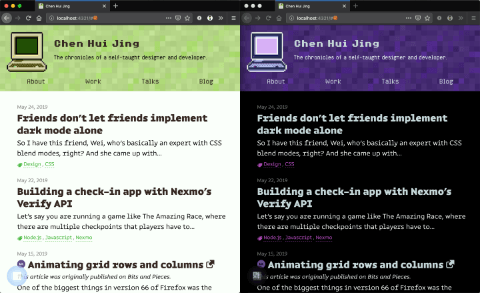 Chen Hui Jing
localhost
Chen Hui Jing
The chronicles of a self-taught designer and developer.
About Work Talks Blog
May 24, 2019
Friends don't let friends implement
dark mode alone
So I have this friend, Wei, who's basically an expert with CSS
blend modes, right? And she came up with...
Design, CSS
May 22, 2019
Building a check-in app with Nexmo's
Verify API
Let's say you are running a game like The Amazing Race, where
there are multiple checkpoints that players have to...
Nodejs, Javascript, Nexmo
May 15, 2019
Animating grid rows and columns
This article was originally published on Bits and Pieces.
One of the biggest things in version 66 of Firefox was the
Chen Hui Jing
localhost
Chen Hui Jing
The chronicles of a self-taught designer and developer.
About Work Talks Blog
May 24, 2019
Friends don't let friends implement
dark mode alone
So I have this friend, Wei, who's basically an expert with CSS
blend modes, right? And she came up with...
Design, CSS
May 22, 2019
Building a check-in app with Nexmo's
Verify API
Let's say you are running a game like The Amazing Race, where
there are multiple checkpoints that players have to...
Nodejs, Javascript, Nexmo
May 15, 2019
Animating grid rows and columns
This article was originally published on Bits and Pieces.
One of the biggest things in version 66 of Firefox was the